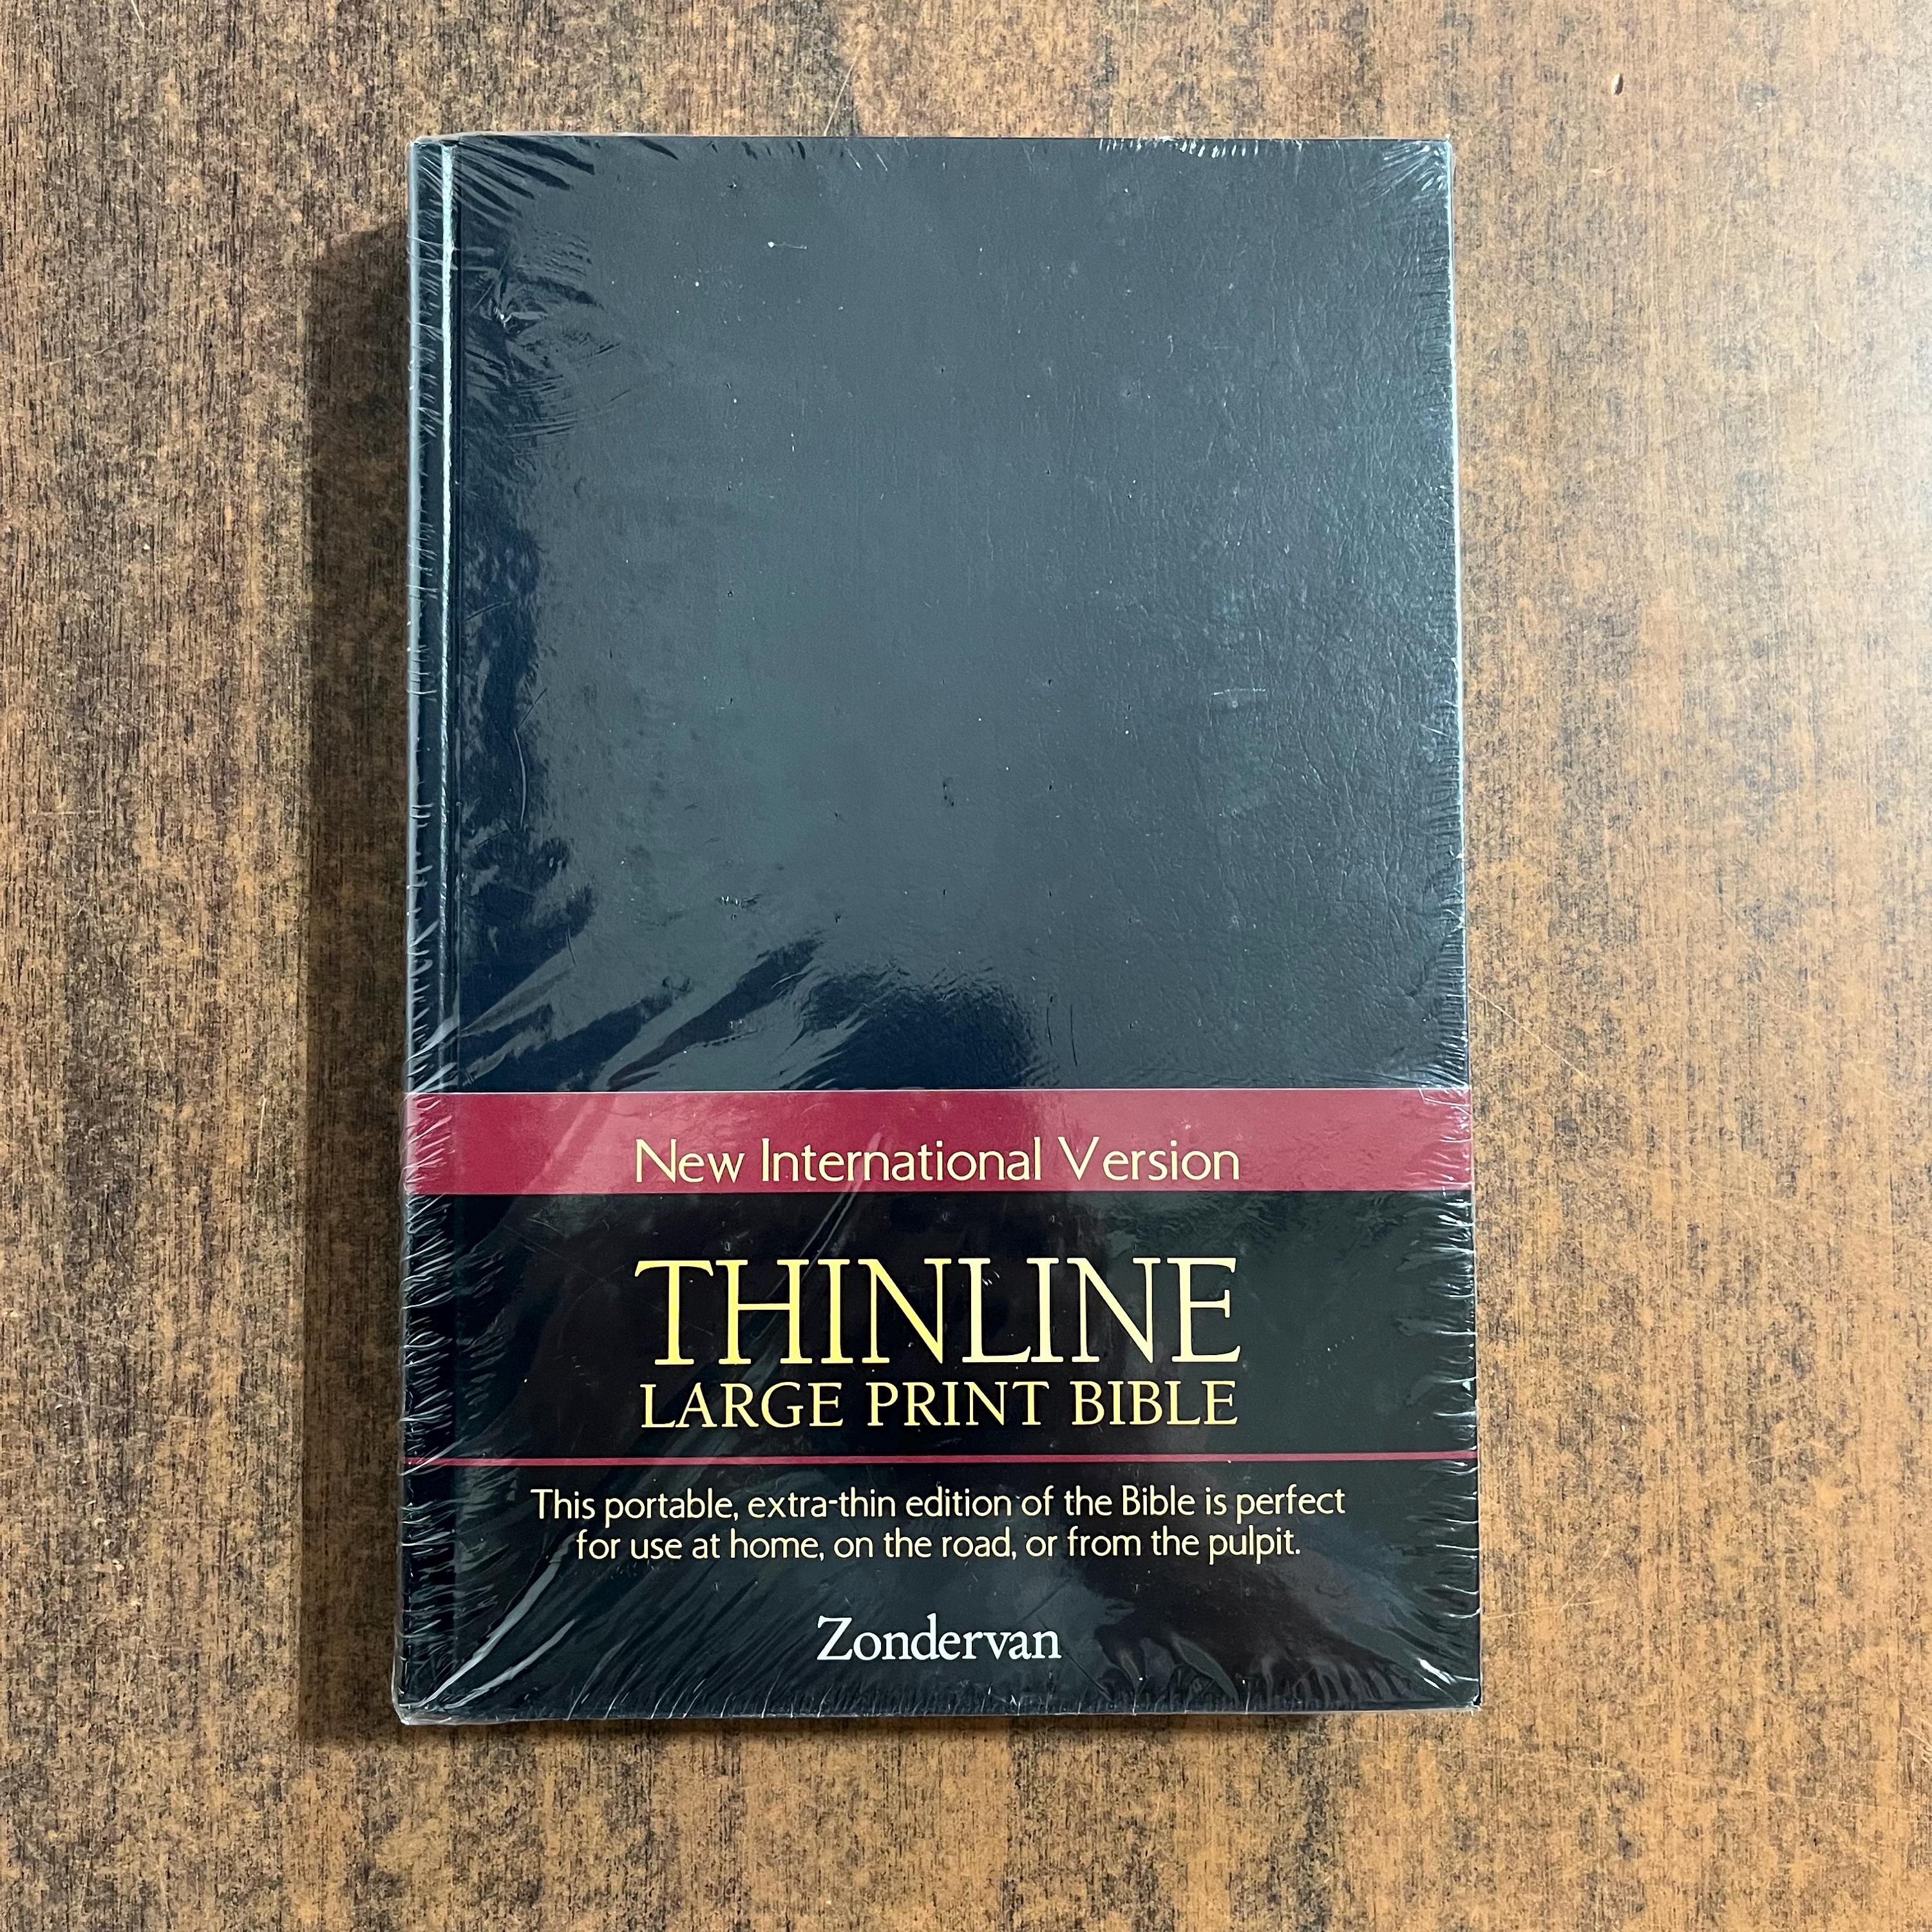 New International Version
THINLINE
LARGE PRINT BIBLE
This portable, extra-thin edition of the Bible is perfect
for use at home, on the road, or from the pulpit.
Zondervan